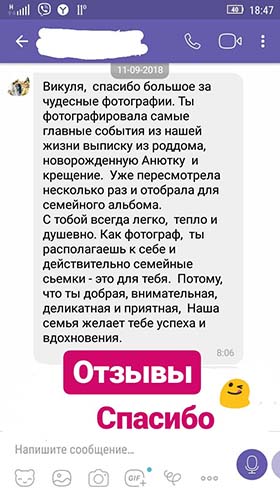 40 18:47
11-09-2018
Викуля, спасибо большое за
чудесные фотографии. Ты
фотографировала самые
главные события из нашей
жизни выписку из роддома,
новорожденную Анютку и
крещение. Уже пересмотрела
несколько раз и отобрала для
семейного альбома.
С тобой всегда легко, тепло и
душевно. Как фотограф, ты
располагаешь к себе и
действительно семейные
сьемки - это для тебя. Потому,
что ты добрая, внимательная,
деликатная и приятная, Наша
семья желает тебе успеха и
вдохновения.
8:06
Отзывы
Спасибо
Напишите сообщение...
GIF